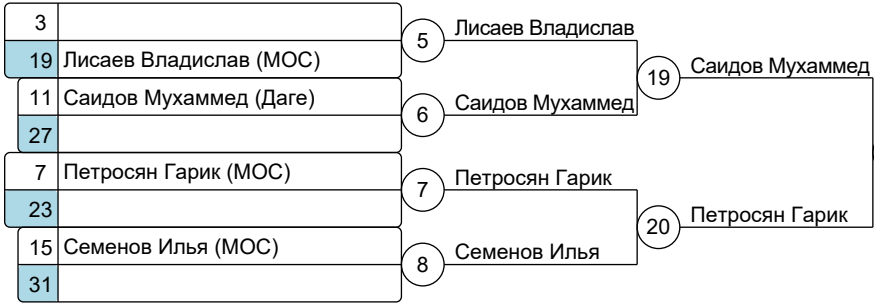 3
19 Лисаев Владислав (МОС)
5 Лисаев Владислав
11 Саидов Мухаммед (Даге)
27
6 Саидов Мухаммед
19 Саидов Мухаммед
7 Петросян Гарик (МОС)
23
7 Петросян Гарик
15 Семенов Илья (МОС)
31
8 Семенов Илья
20 Петросян Гарик